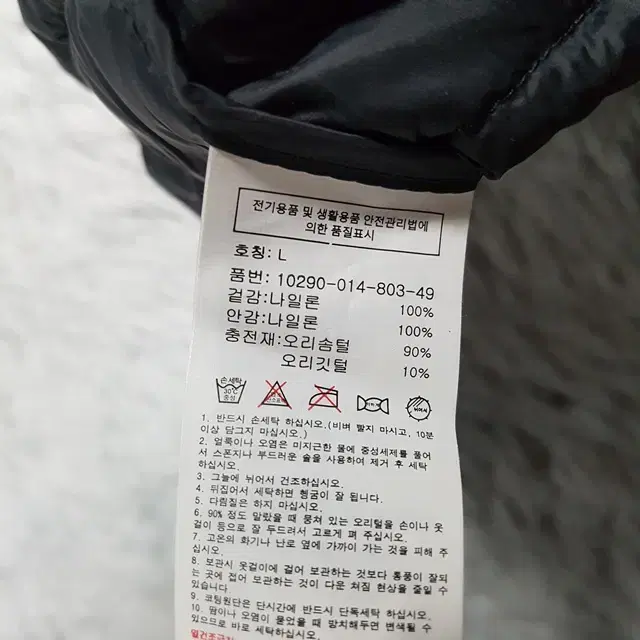 전기용품 및 생활용품 안전관리법에
의한 품질표시
호칭: L
품번: 10290-014-803-49
겉감:나일론 100%
안감:나일론 100%
충전재:오리솜털 90%
오리깃털 10%
손세탁
30℃
중성
1. 반드시 손세탁 하십시오.(비벼 빨지 마시고, 10분
이상 담그지 마십시오.)
2. 얼룩이나 오염은 미지근한 물에 중성세제를 풀어
서 스폰지나 부드러운 솔을 사용하여 제거 후 세탁
하십시오.
3. 그늘에 뉘어서 건조하십시오.
4. 뒤집어서 세탁하면 헹굼이 잘 됩니다.
5. 다림질은 하지 마십시오.
6. 90% 정도 말랐을 때 뭉쳐 있는 오리털을 손이나 옷
걸이 등으로 잘 두드려서 고르게 펴 주십시오.
7. 고온의 화기나 난로 옆에 가까이 가는 것을 피해 주
십시오.
8. 보관시 옷걸이에 걸어 보관하는 것보다 통풍이 잘되
는 곳에 접어 보관하는 것이 다운 처짐 현상을 줄일 수
있습니다.
9. 코팅원단은 단시간에 반드시 단독세탁 하십시오.
10. 땀이나 오염이 묻었을 때 방치해두면 변색될 수
있으므로 바로 세탁하십시오.
열건조금지